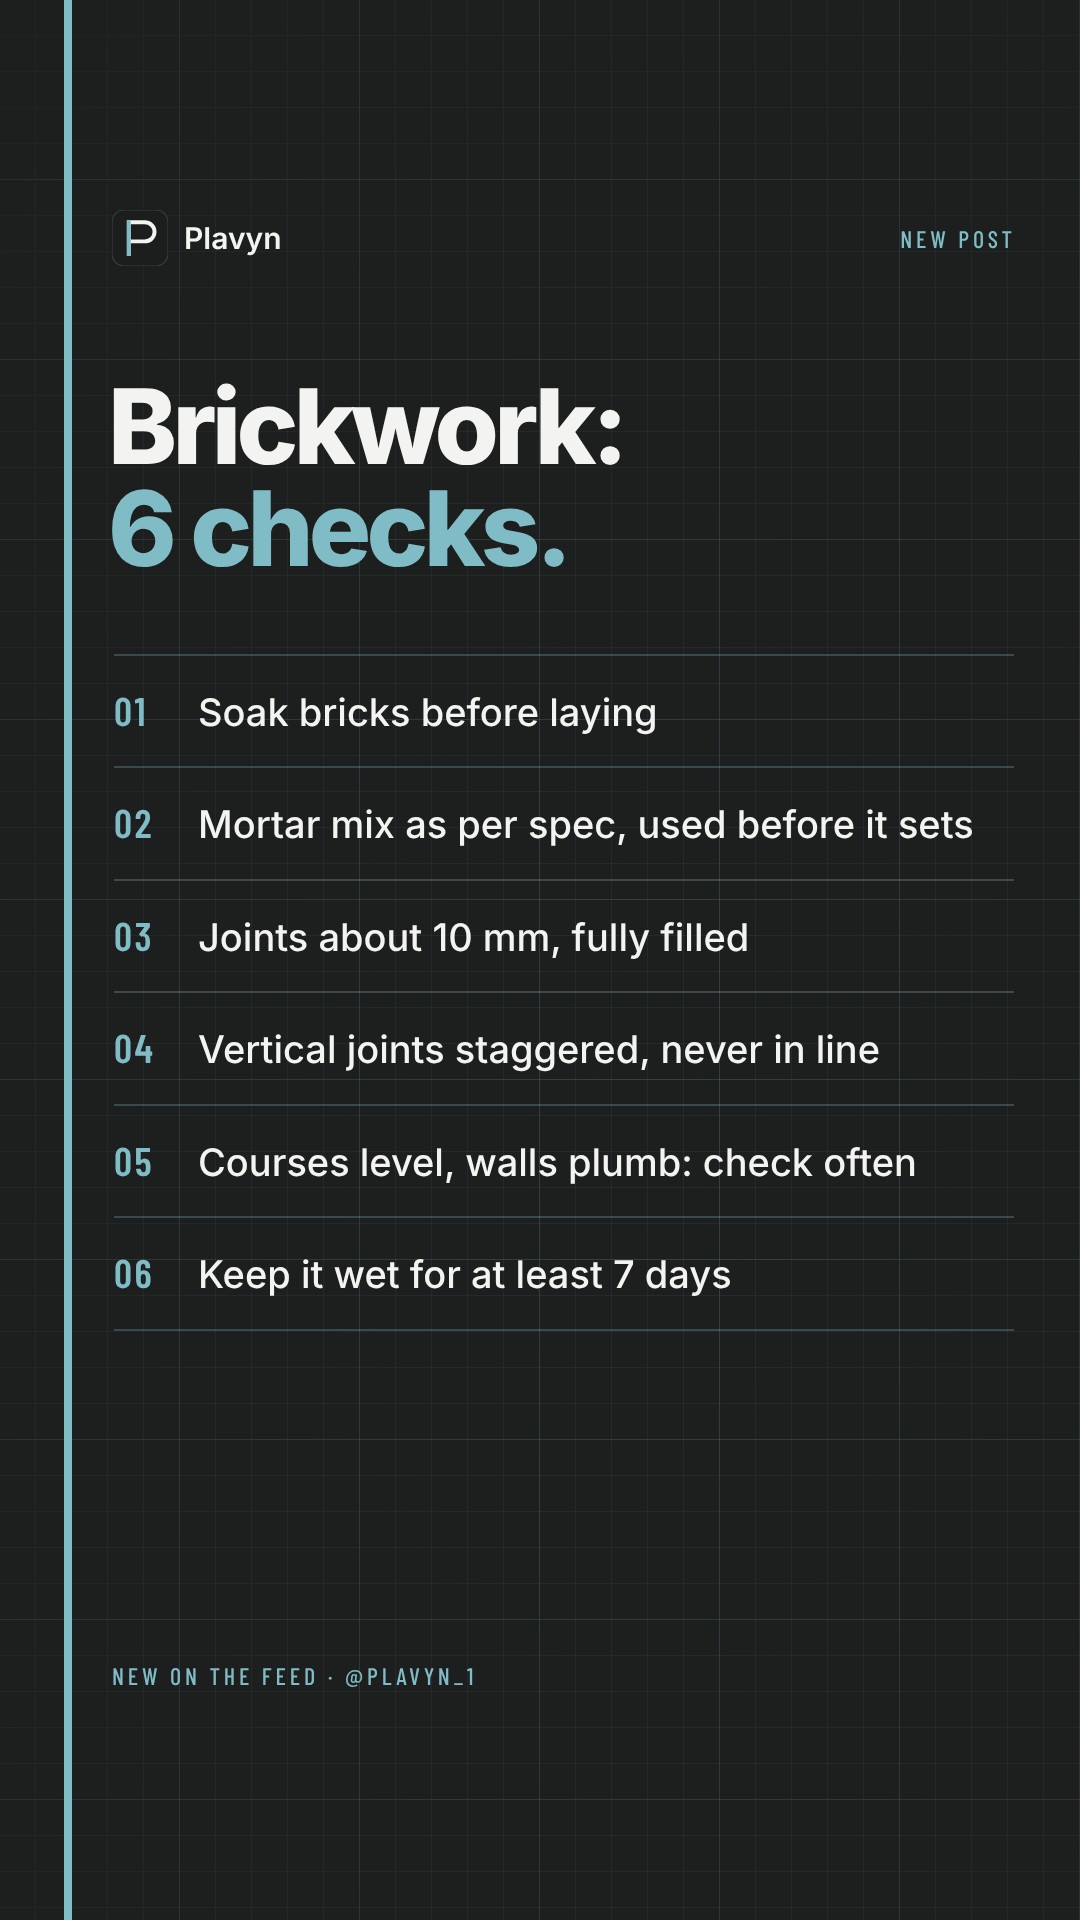 Plavyn
NEW POST
Brickwork:
6 checks.
01 Soak bricks before laying
02 Mortar mix as per spec, used before it sets
03 Joints about 10 mm, fully filled
04 Vertical joints staggered, never in line
05 Courses level, walls plumb: check often
06 Keep it wet for at least 7 days
NEW ON THE FEED · @PLAVYN_1